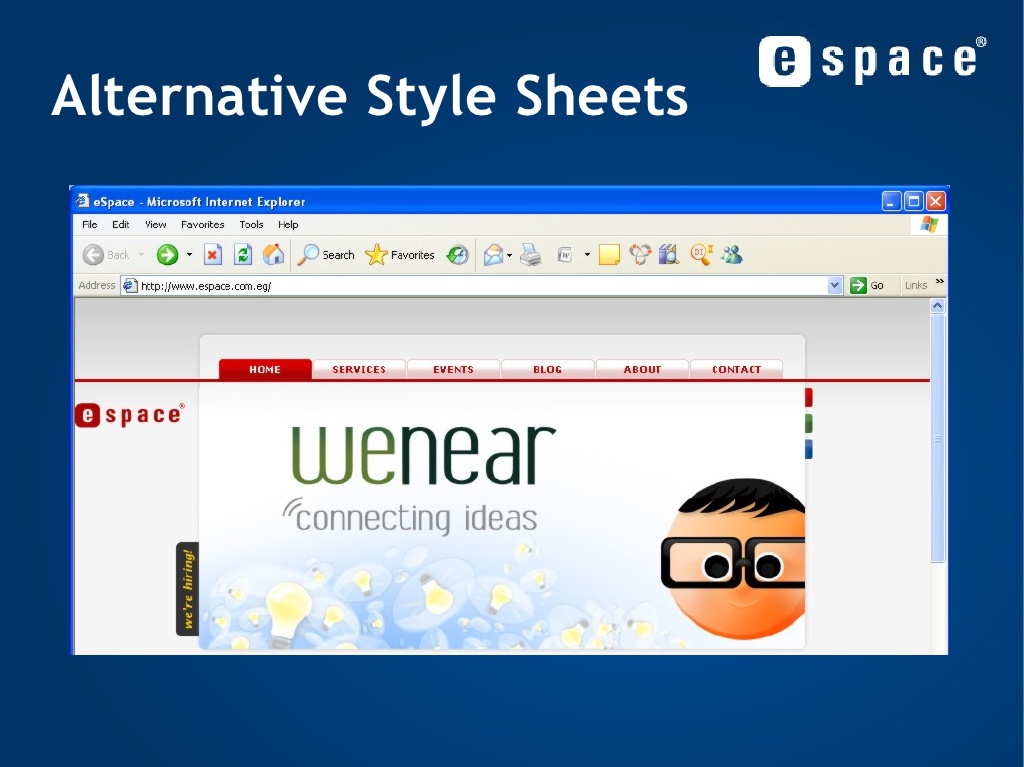 espace®
Alternative Style Sheets
eSpace - Microsoft Internet Explorer
File Edit View Favorites Tools Help
Back Search Favorites
Address http://www.espace.com.eg/ Go Links »
HOME SERVICES EVENTS BLOG ABOUT CONTACT
espace®
wenear
connecting ideas
we're hiring!